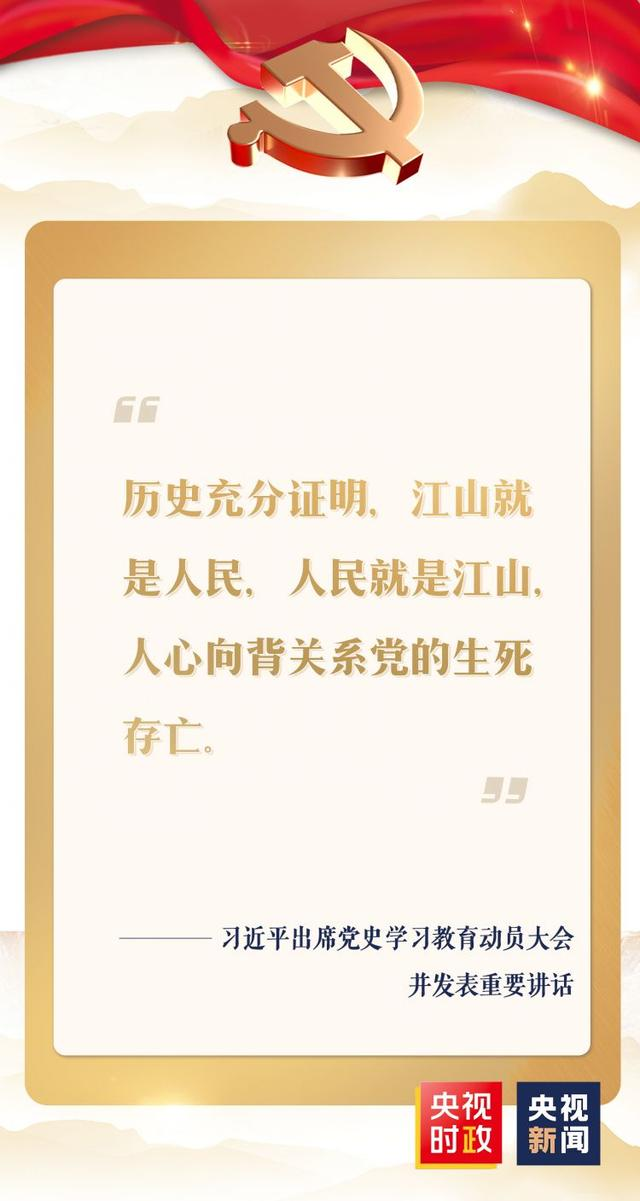 “
历史充分证明，江山就
是人民，人民就是江山，
人心向背关系党的生死
存亡。
”
——习近平出席党史学习教育动员大会
并发表重要讲话
央视
时政
央视
新闻